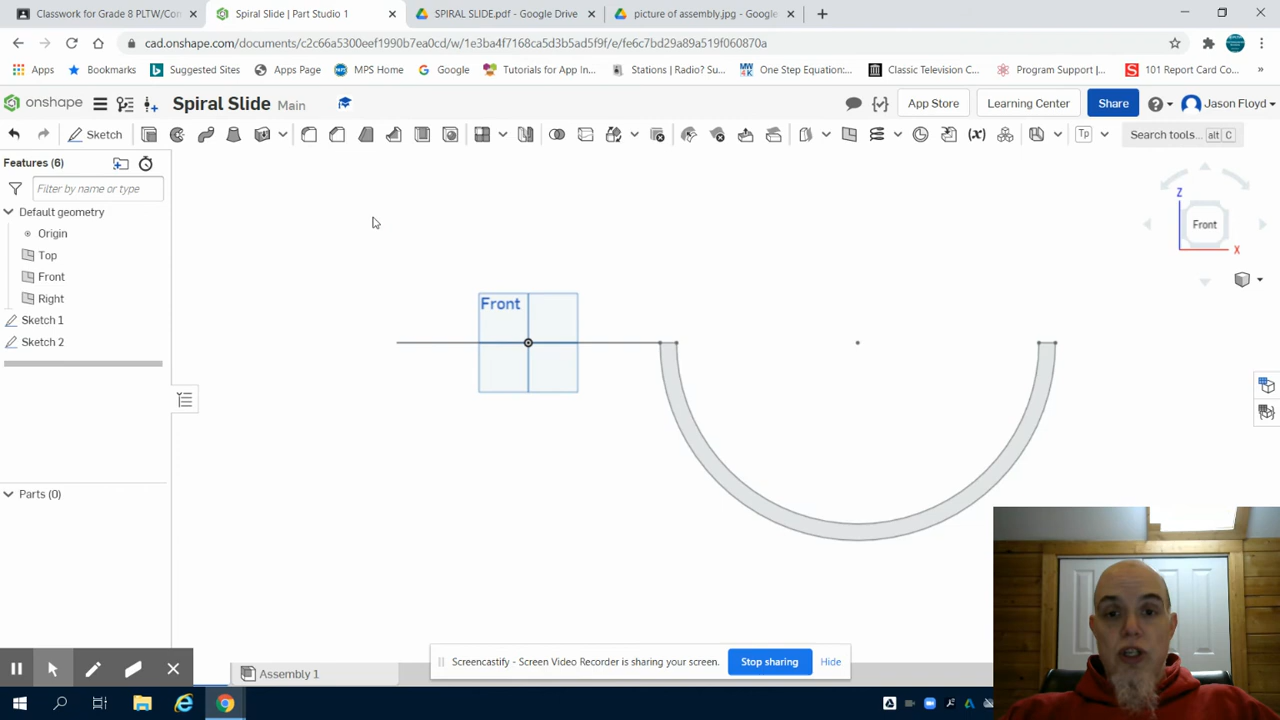 Classwork for Grade 8 PLTW/Con
Spiral Slide | Part Studio 1
SPIRAL SLIDE.pdf - Google Drive
picture of assembly.jpg - Google
cad.onshape.com/documents/c2c66a5300eef1990b7ea0cd/w/1e3ba4f7168ca5d3b5ad5f9f/e/fe6c7bd29a89a519f060870a
Apps
Bookmarks
Suggested Sites
Apps Page
MPS Home
Google
Tutorials for App In...
Stations | Radio? Su...
One Step Equation:...
Classic Television C...
Program Support |...
101 Report Card Co...
»
onshape
Spiral Slide Main
App Store
Learning Center
Share
Jason Floyd
Sketch
(x)
Tp
Search tools... alt C
Features (6)
Filter by name or type
Default geometry
Origin
Top
Front
Right
Sketch 1
Sketch 2
Parts (0)
Front
Z
Front
X
Assembly 1
Screencastify - Screen Video Recorder is sharing your screen.
Stop sharing
Hide